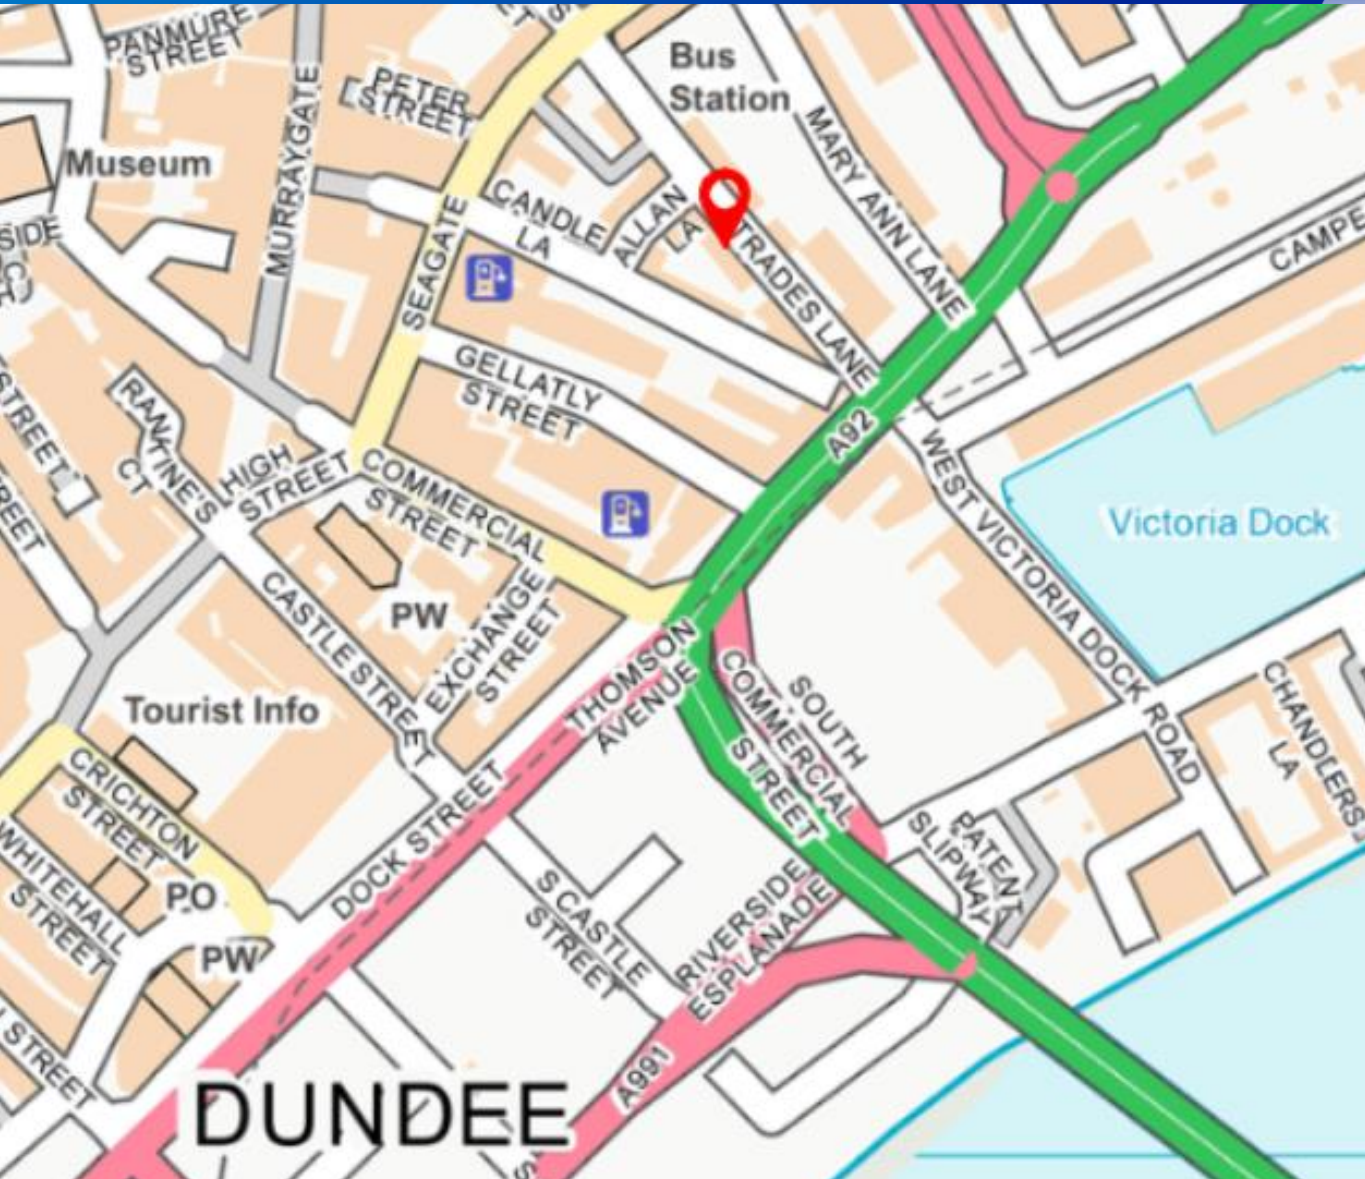 PANMURE
STREET
PETER
STREET
Bus
Station
MURRAYGATE
Museum
MARY ANN LANE
CANDLE
LA
ALLAN
LA
TRADES LANE
SEAGATE
SIDE
CAMPE
GELLATLY
STREET
RANKINE'S
CT
STREET
HIGH
STREET
COMMERCIAL
STREET
A92
WEST VICTORIA DOCK ROAD
Victoria Dock
CASTLE STREET
PW
EXCHANGE
STREET
THOMSON
AVENUE
SOUTH
COMMERCIAL
STREET
CHANDLERS
LA
Tourist Info
CRICHTON
STREET
DOCK STREET
PATENT
SLIPWAY
WHITEHALL
STREET
PO
PW
S CASTLE
STREET
RIVERSIDE
ESPLANADE
STREET
A991
DUNDEE